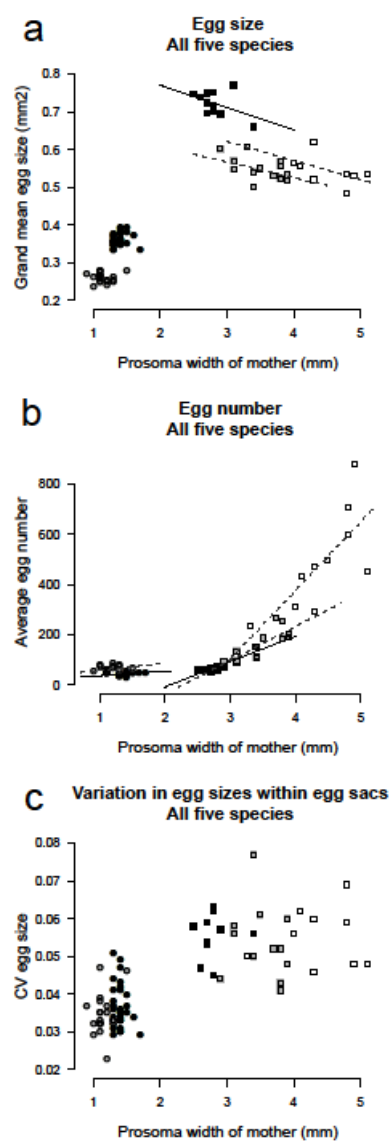 a
Egg size
All five species
Grand mean egg size (mm2)
0.8
0.7
0.6
0.5
0.4
0.3
0.2
1 2 3 4 5
Prosoma width of mother (mm)
b
Egg number
All five species
Average egg number
800
600
400
200
0
1 2 3 4 5
Prosoma width of mother (mm)
c
Variation in egg sizes within egg sacs
All five species
CV egg size
0.08
0.07
0.06
0.05
0.04
0.03
0.02
1 2 3 4 5
Prosoma width of mother (mm)